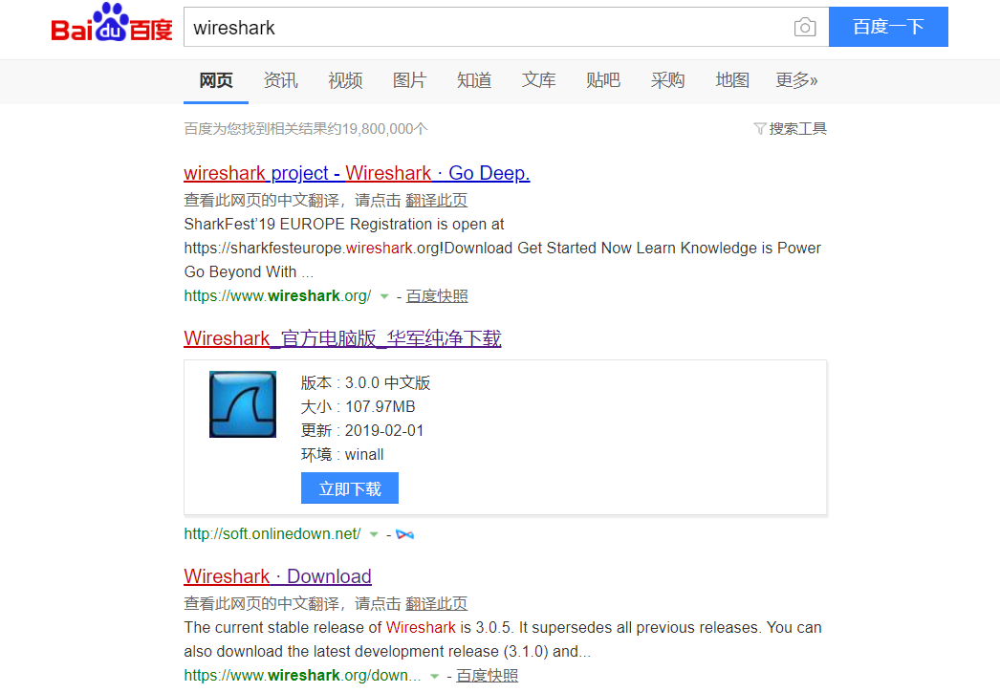 Bai du 百度
wireshark
百度一下
网页 资讯 视频 图片 知道 文库 贴吧 采购 地图 更多»
百度为您找到相关结果约19,800,000个
搜索工具
wireshark project - Wireshark · Go Deep.
查看此网页的中文翻译，请点击 翻译此页
SharkFest’19 EUROPE Registration is open at
https://sharkfesteurope.wireshark.org!Download Get Started Now Learn Knowledge is Power
Go Beyond With ...
https://www.wireshark.org/ - 百度快照
Wireshark_官方电脑版_华军纯净下载
版本 : 3.0.0 中文版
大小 : 107.97MB
更新 : 2019-02-01
环境 : winall
立即下载
http://soft.onlinedown.net/ -
Wireshark · Download
查看此网页的中文翻译，请点击 翻译此页
The current stable release of Wireshark is 3.0.5. It supersedes all previous releases. You can
also download the latest development release (3.1.0) and...
https://www.wireshark.org/down... - 百度快照